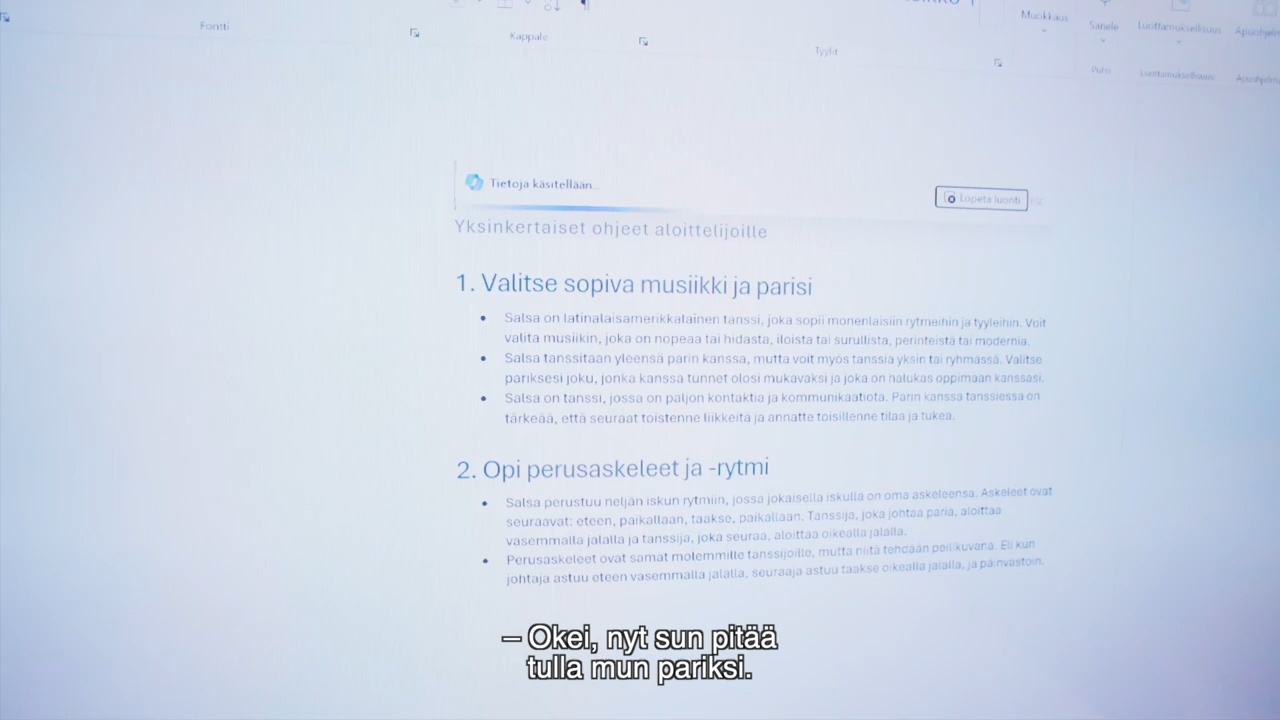 Fontti
Kappale
Tyylit
Muokkaus
Sanele
Luottamuksellisuus
Puhe
Luottamuksellisuus
Tietoja käsitellään...
Lopeta luonti
Yksinkertaiset ohjeet aloittelijoille
1. Valitse sopiva musiikki ja parisi
• Salsa on latinalaisamerikkalainen tanssi, joka sopii monenlaisiin rytmeihin ja tyyleihin. Voit
valita musiikin, joka on nopeaa tai hidasta, iloista tai surullista, perinteistä tai modernia.
• Salsa tanssitaan yleensä parin kanssa, mutta voit myös tanssia yksin tai ryhmässä. Valitse
pariksesi joku, jonka kanssa tunnet olosi mukavaksi ja joka on halukas oppimaan kanssasi.
• Salsa on tanssi, jossa on paljon kontaktia ja kommunikaatiota. Parin kanssa tanssiessa on
tärkeää, että seuraat toistenne liikkeitä ja annatte toisillenne tilaa ja tukea.
2. Opi perusaskeleet ja -rytmi
• Salsa perustuu neljän iskun rytmiin, jossa jokaisella iskulla on oma askeleensa. Askeleet ovat
seuraavat: eteen, paikallaan, taakse, paikallaan. Tanssija, joka johtaa paria, aloittaa
vasemmalla jalalla ja tanssija, joka seuraa, aloittaa oikealla jalalla.
• Perusaskeleet ovat samat molemmille tanssijoille, mutta niitä tehdään peilikuvana. Eli kun
johtaja astuu eteen vasemmalla jalalla, seuraaja astuu taakse oikealla jalalla, ja päinvastoin.
– Okei, nyt sun pitää
tulla mun pariksi.